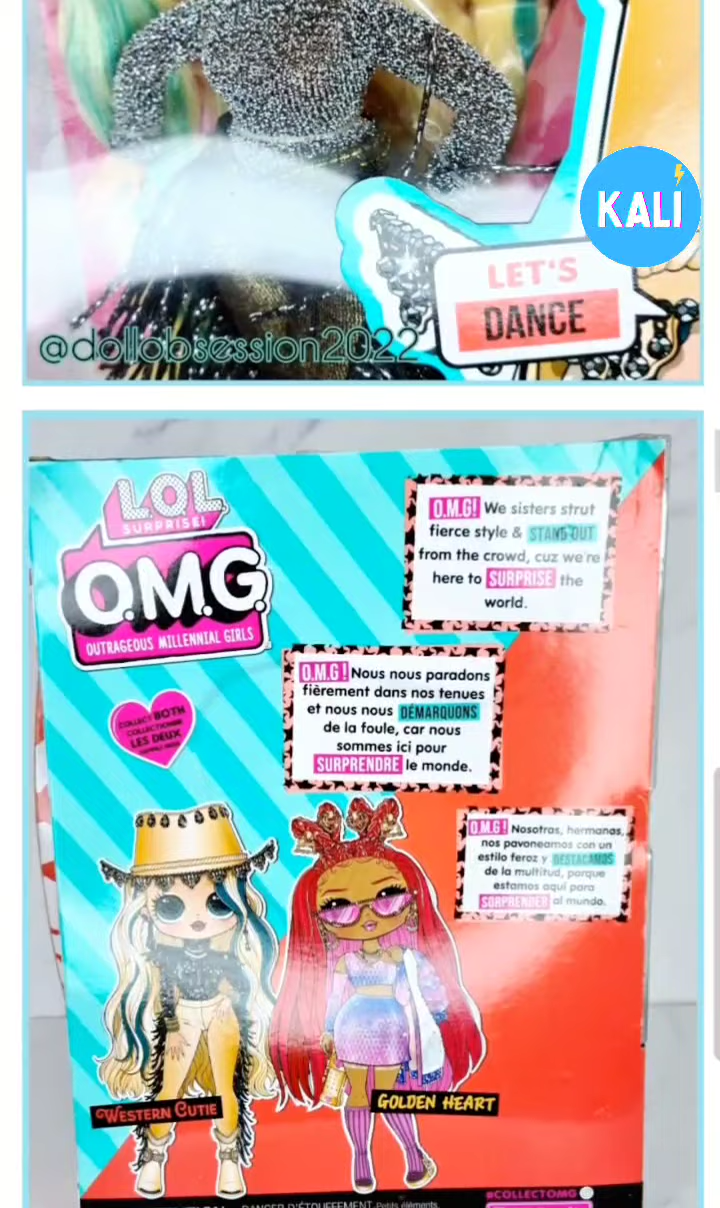 KALI
LET'S
DANCE
@dollobsession2022
L.O.L
SURPRISE!
O.M.G.
OUTRAGEOUS MILLENNIAL GIRLS
O.M.G! We sisters strut
fierce style & STAND OUT
from the crowd, cuz we're
here to SURPRISE the
world.
O.M.G! Nous nous paradons
fièrement dans nos tenues
et nous nous DÉMARQUONS
de la foule, car nous
sommes ici pour
SURPRENDRE le monde.
COLLECT BOTH
COLLECTIONNER
LES DEUX
O.M.G! Nosotras, hermanas,
nos pavoneamos con un
estilo feroz y DESTACAMOS
de la multitud, porque
estamos aquí para
SORPRENDER al mundo.
WESTERN CUTIE
GOLDEN HEART
DANGER D'ÉTOUFFEMENT-Petits éléments.
#COLLECTOMG